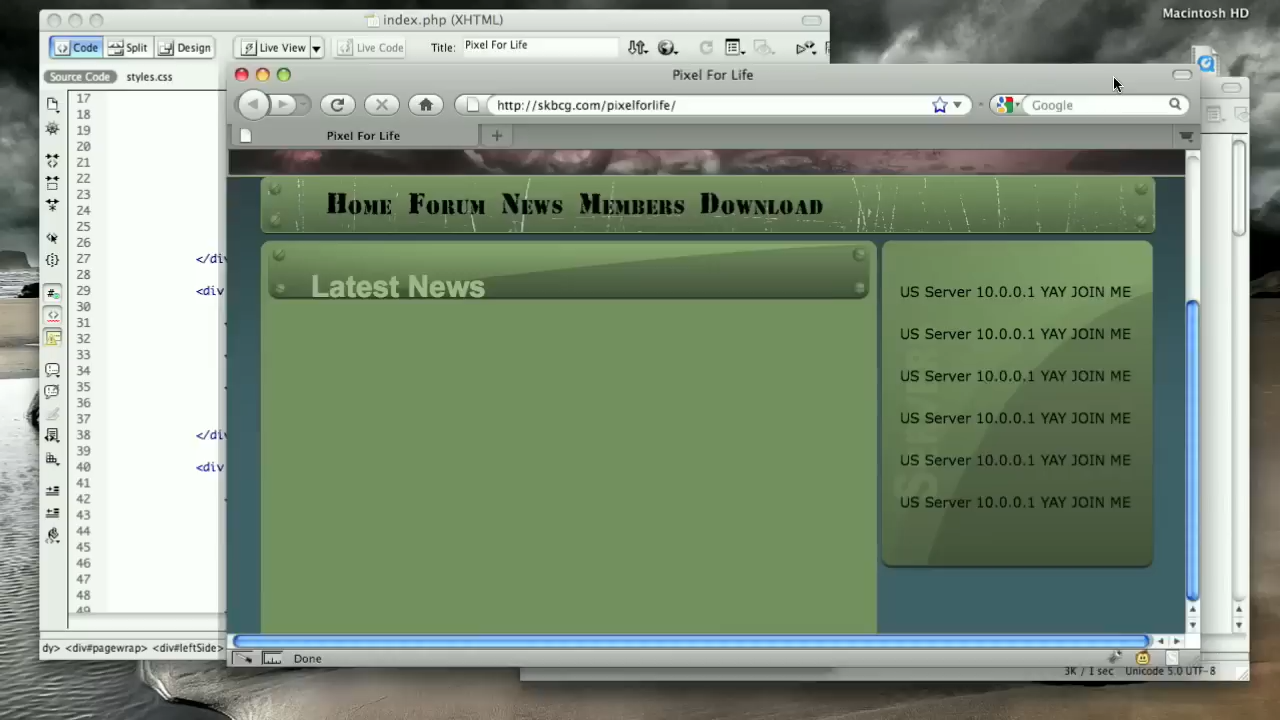 Macintosh HD
index.php (XHTML)
Code
Split
Design
Live View
Live Code
Title:
Pixel For Life
Source Code
styles.css
Pixel For Life
http://skbcg.com/pixelforlife/
Google
Pixel For Life
17
18
19
20
21
22
23
24
25
26
27 </div
28
29 <div
30
31
32
33
34
35
36
37
38 </div
39
40 <div
41
42
43
44
45
46
47
48
49
Home Forum News Members Download
Latest News
US Server 10.0.0.1 YAY JOIN ME
US Server 10.0.0.1 YAY JOIN ME
US Server 10.0.0.1 YAY JOIN ME
US Server 10.0.0.1 YAY JOIN ME
US Server 10.0.0.1 YAY JOIN ME
US Server 10.0.0.1 YAY JOIN ME
dy> <div#pagewrap> <div#leftSide>
Done
3K / 1 sec
Unicode 5.0 UTF-8